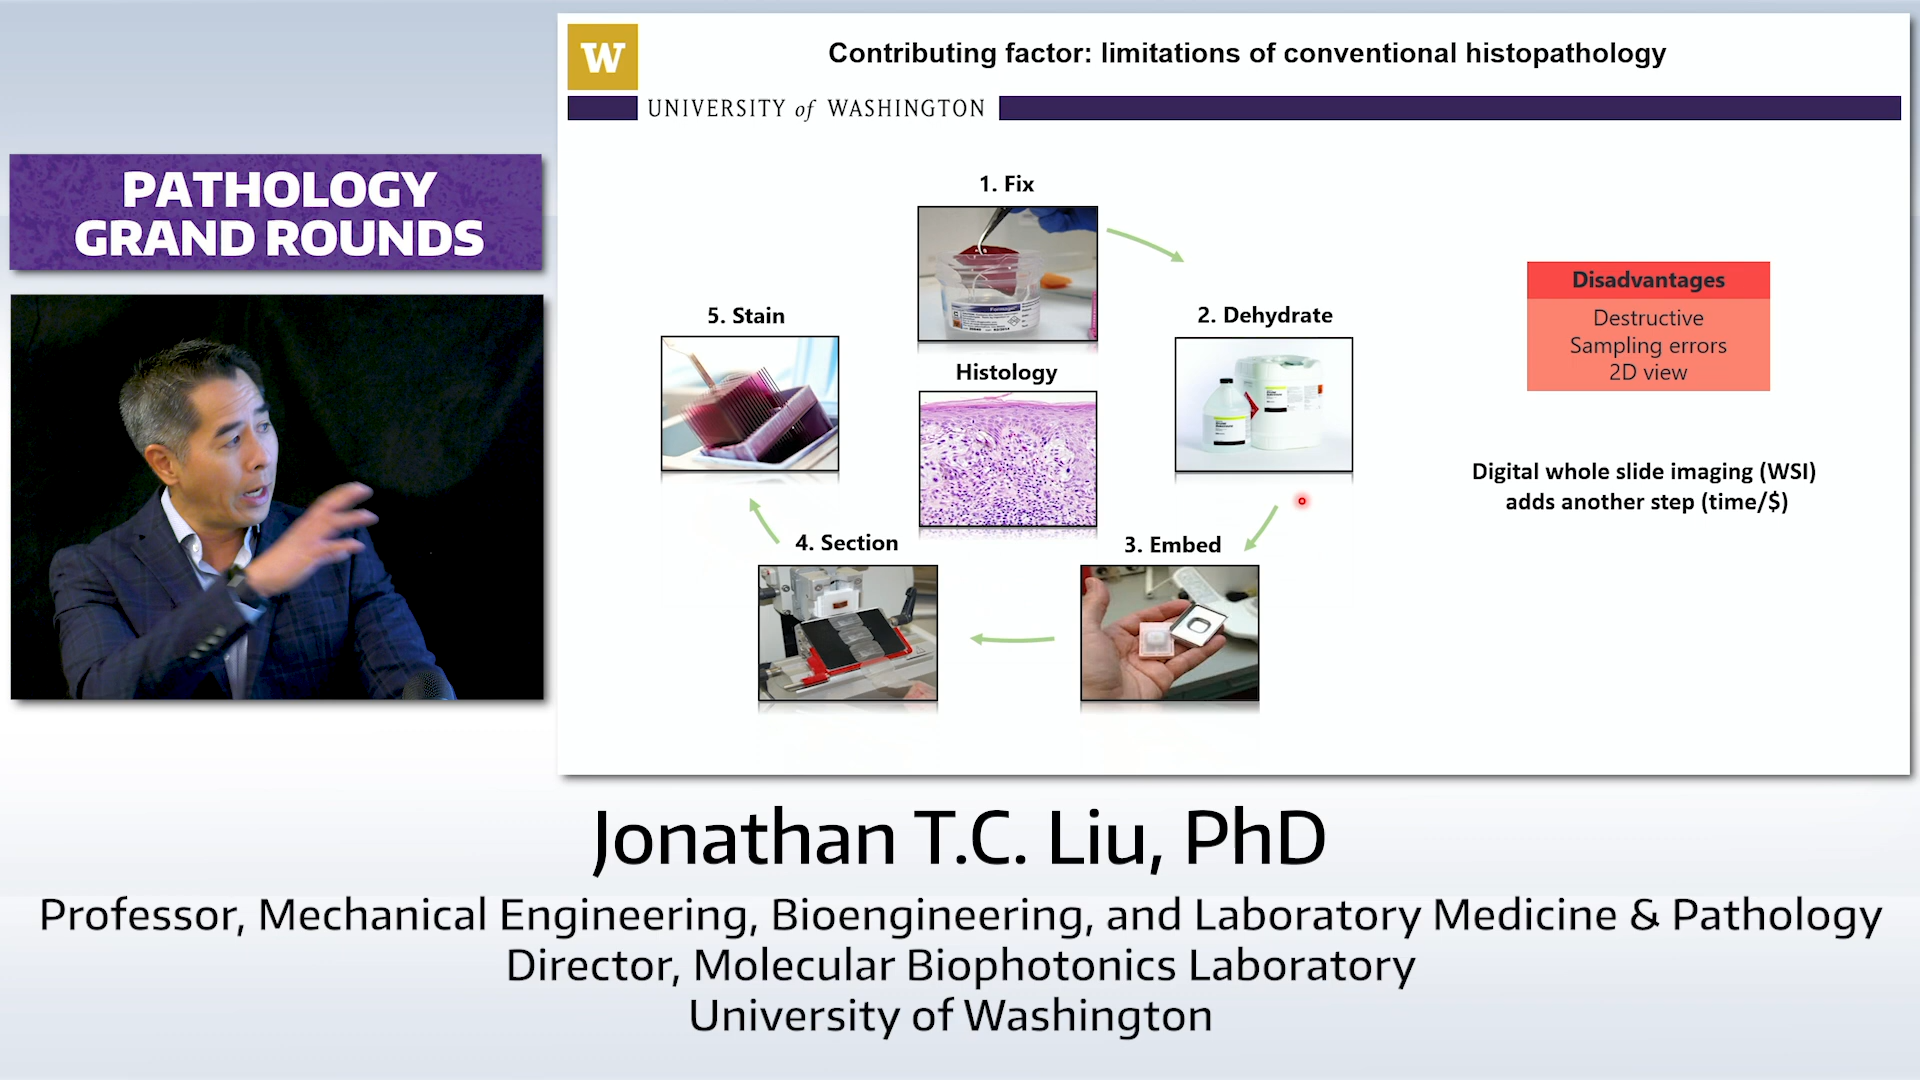 W
Contributing factor: limitations of conventional histopathology
UNIVERSITY of WASHINGTON
PATHOLOGY
GRAND ROUNDS
1. Fix
5. Stain
2. Dehydrate
Histology
4. Section
3. Embed
Disadvantages
Destructive
Sampling errors
2D view
Digital whole slide imaging (WSI)
adds another step (time/$)
Jonathan T.C. Liu, PhD
Professor, Mechanical Engineering, Bioengineering, and Laboratory Medicine & Pathology
Director, Molecular Biophotonics Laboratory
University of Washington